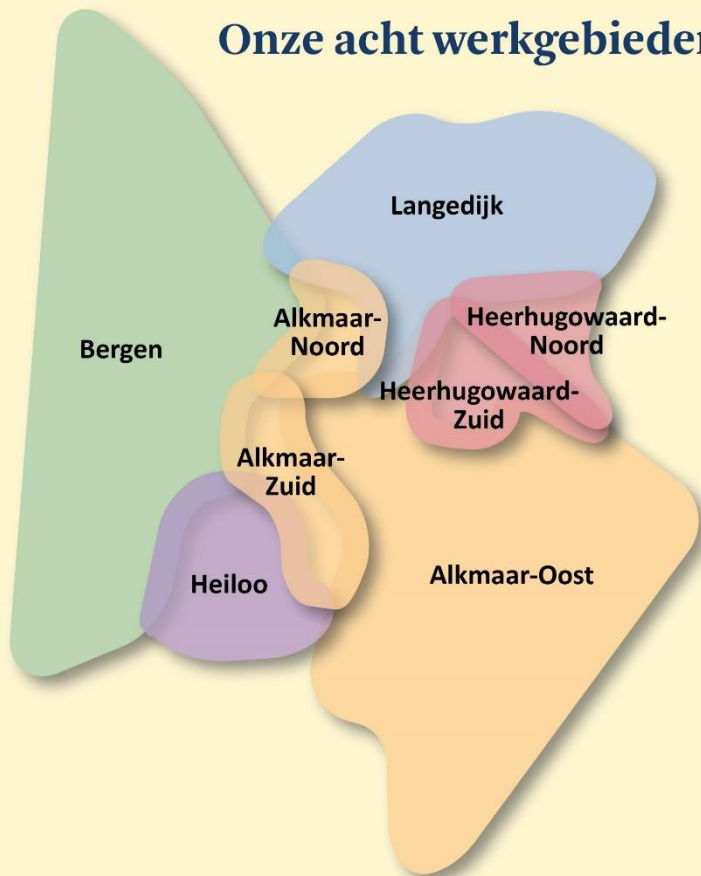 Onze acht werkgebieden
Langedijk
Alkmaar-
Noord
Heerhugowaard-
Noord
Bergen
Heerhugowaard-
Zuid
Alkmaar-
Zuid
Heiloo
Alkmaar-Oost